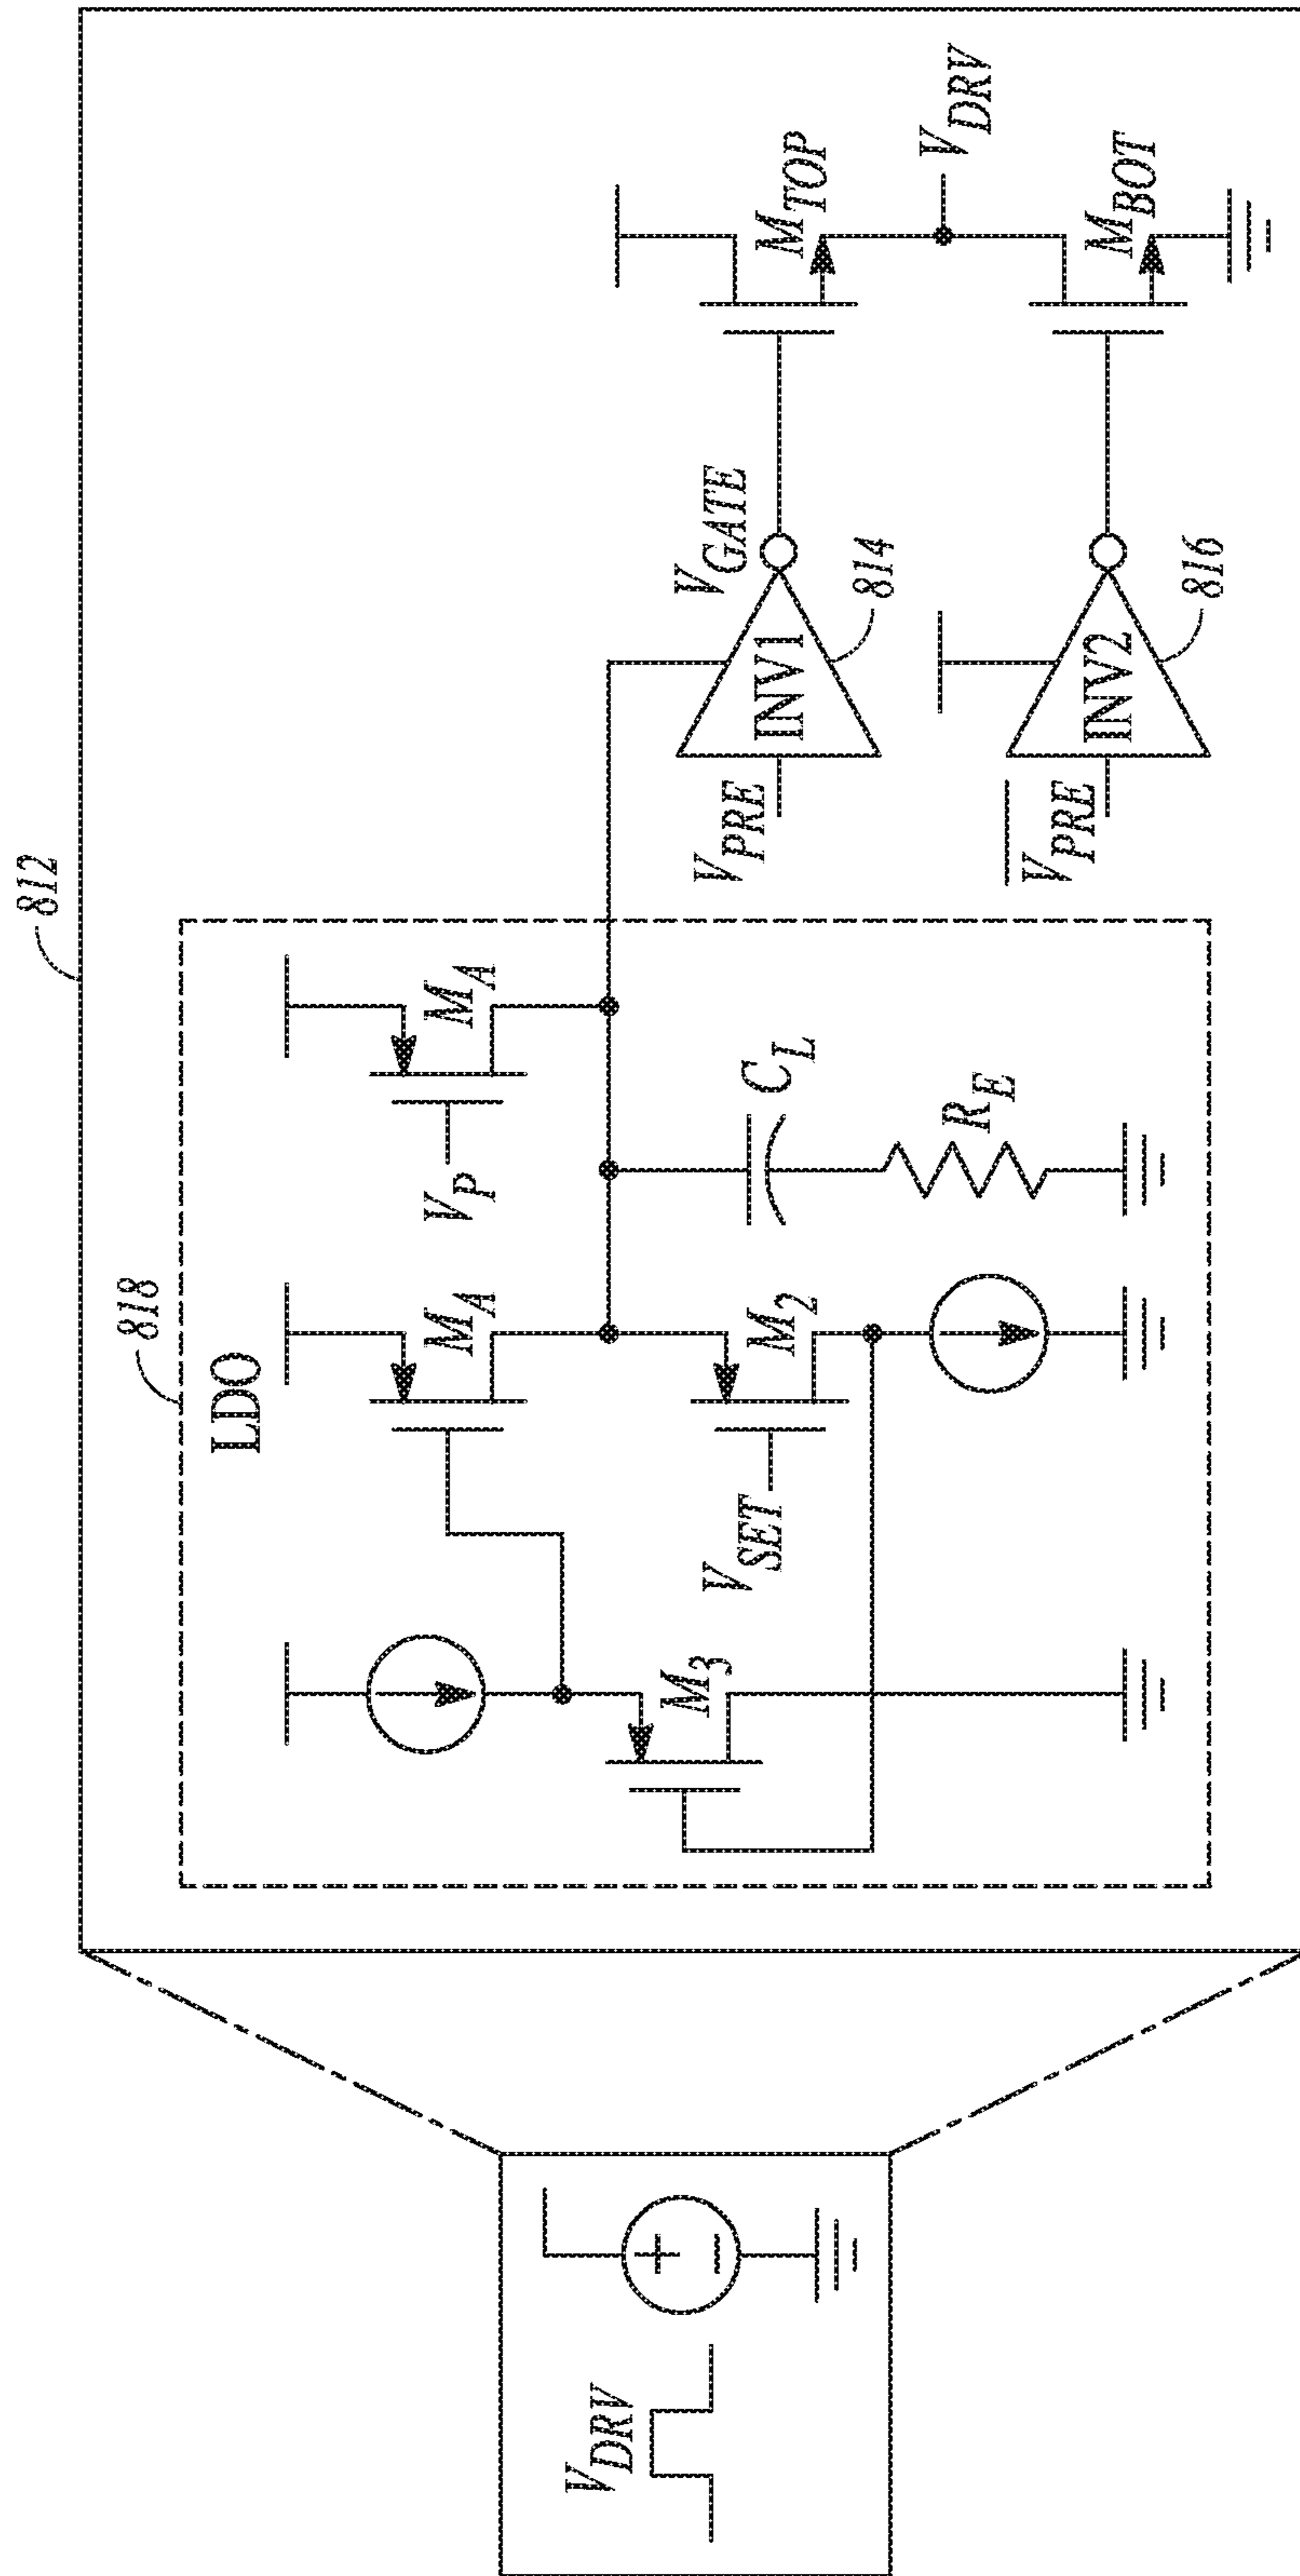 812
818
LDO
V_DRV
+
−
M_3
M_A
V_P
M_A
V_SET
M_2
C_L
R_E
V_PRE
INV1
V_GATE
814
V̅_PRE
INV2
816
M_TOP
V_DRV
M_BOT